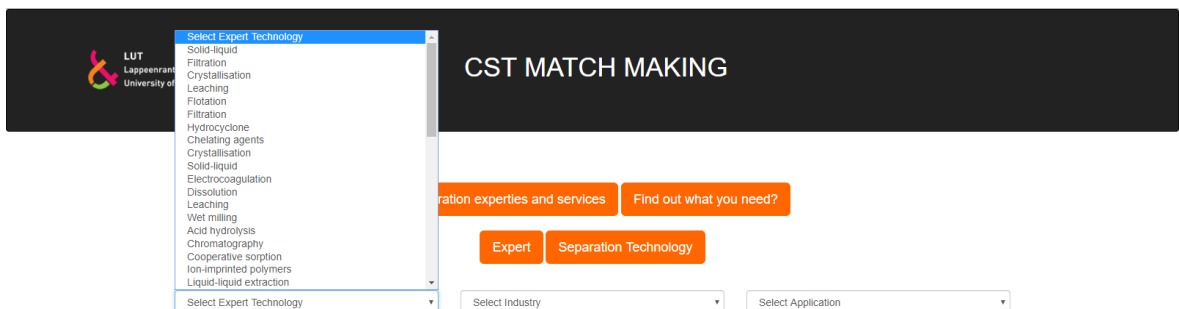 LUT
Lappeenrant
University of
CST MATCH MAKING
Select Expert Technology
Solid-liquid
Filtration
Crystallisation
Leaching
Flotation
Filtration
Hydrocyclone
Chelating agents
Crystallisation
Solid-liquid
Electrocoagulation
Dissolution
Leaching
Wet milling
Acid hydrolysis
Chromatography
Cooperative sorption
Ion-imprinted polymers
Liquid-liquid extraction
ration experties and services
Find out what you need?
Expert
Separation Technology
Select Expert Technology
Select Industry
Select Application